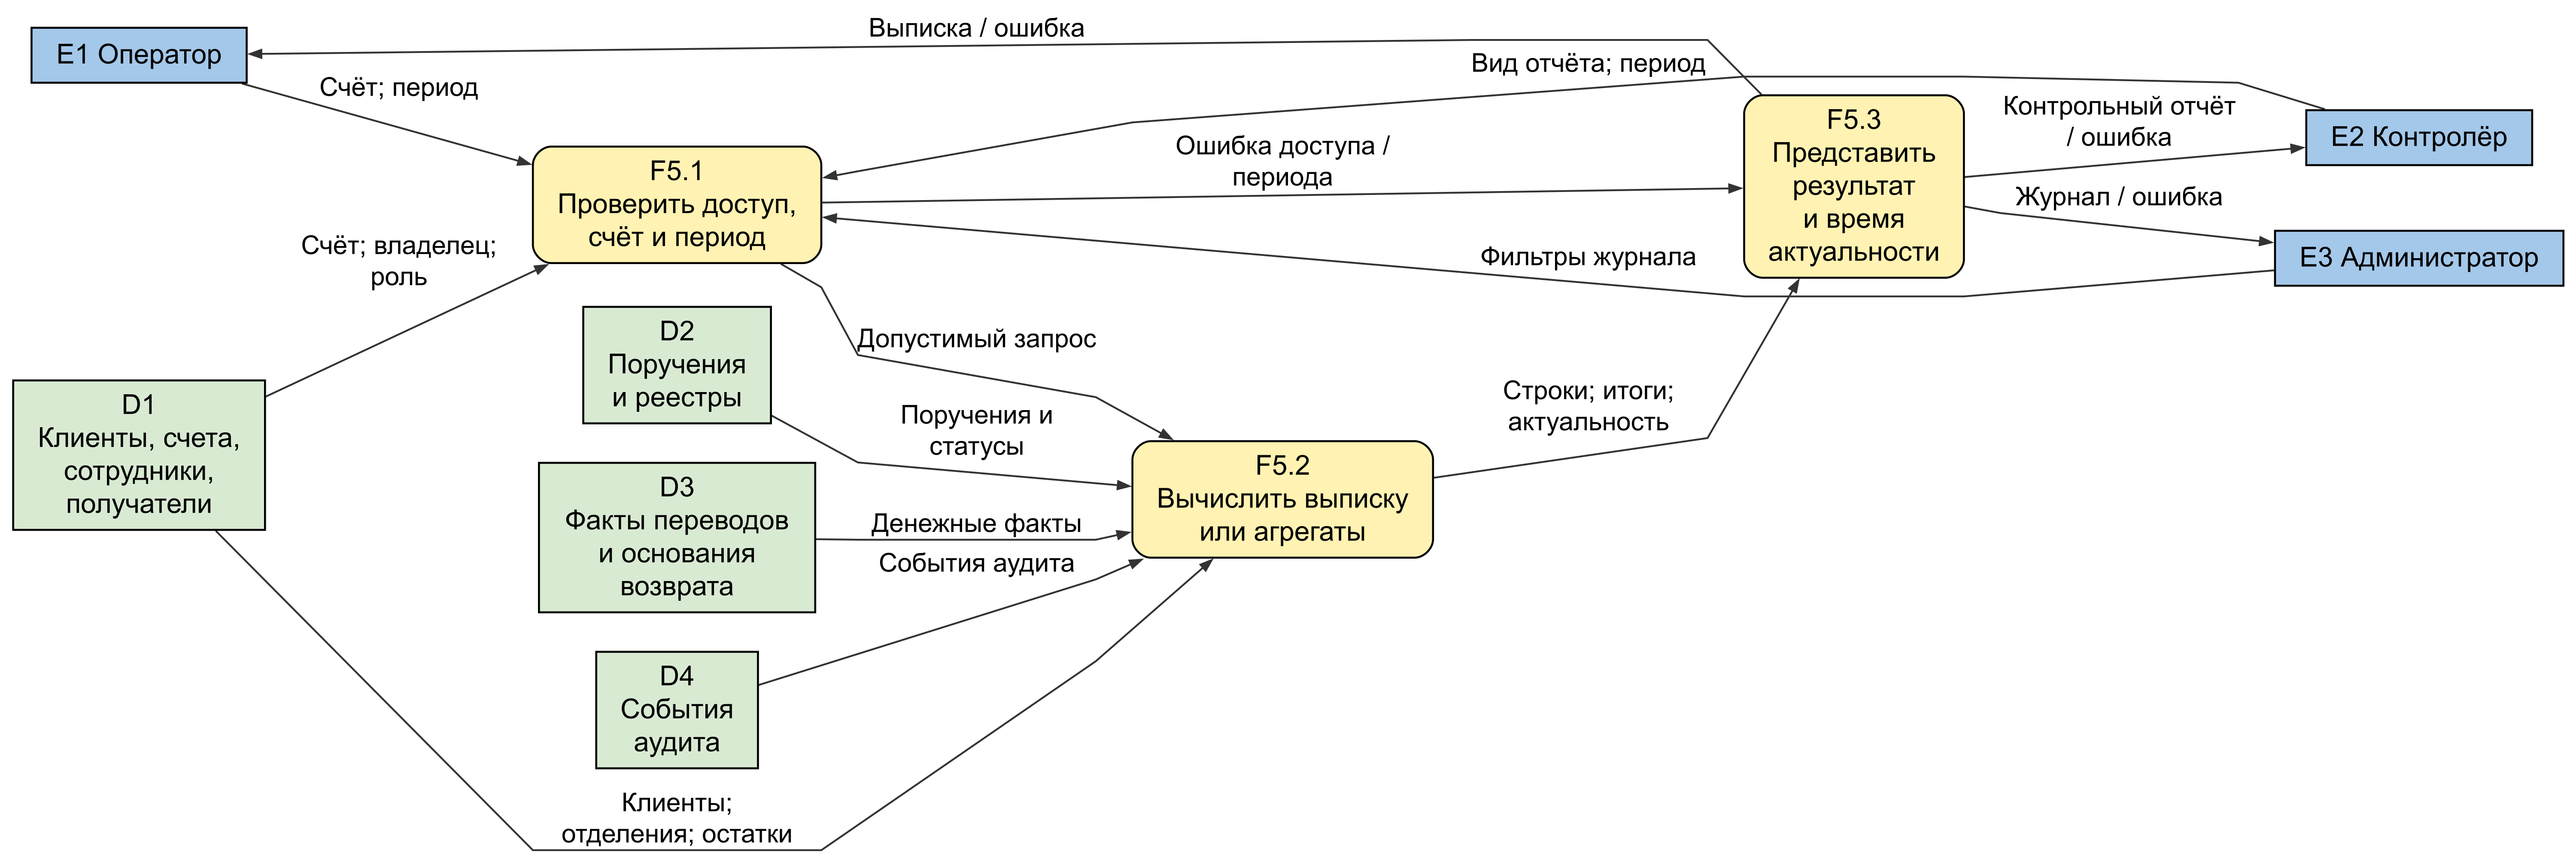 Выписка / ошибка
E1 Оператор
Вид отчёта; период
Счёт; период
Контрольный отчёт
/ ошибка
F5.3
Представить
результат
и время
актуальности
E2 Контролёр
Ошибка доступа /
периода
F5.1
Проверить доступ,
счёт и период
Журнал / ошибка
Счёт; владелец;
роль
Фильтры журнала
E3 Администратор
D2
Поручения
и реестры
Допустимый запрос
D1
Клиенты, счета,
сотрудники,
получатели
Поручения и
статусы
Строки; итоги;
актуальность
F5.2
Вычислить выписку
или агрегаты
D3
Факты переводов
и основания
возврата
Денежные факты
События аудита
D4
События
аудита
Клиенты;
отделения; остатки